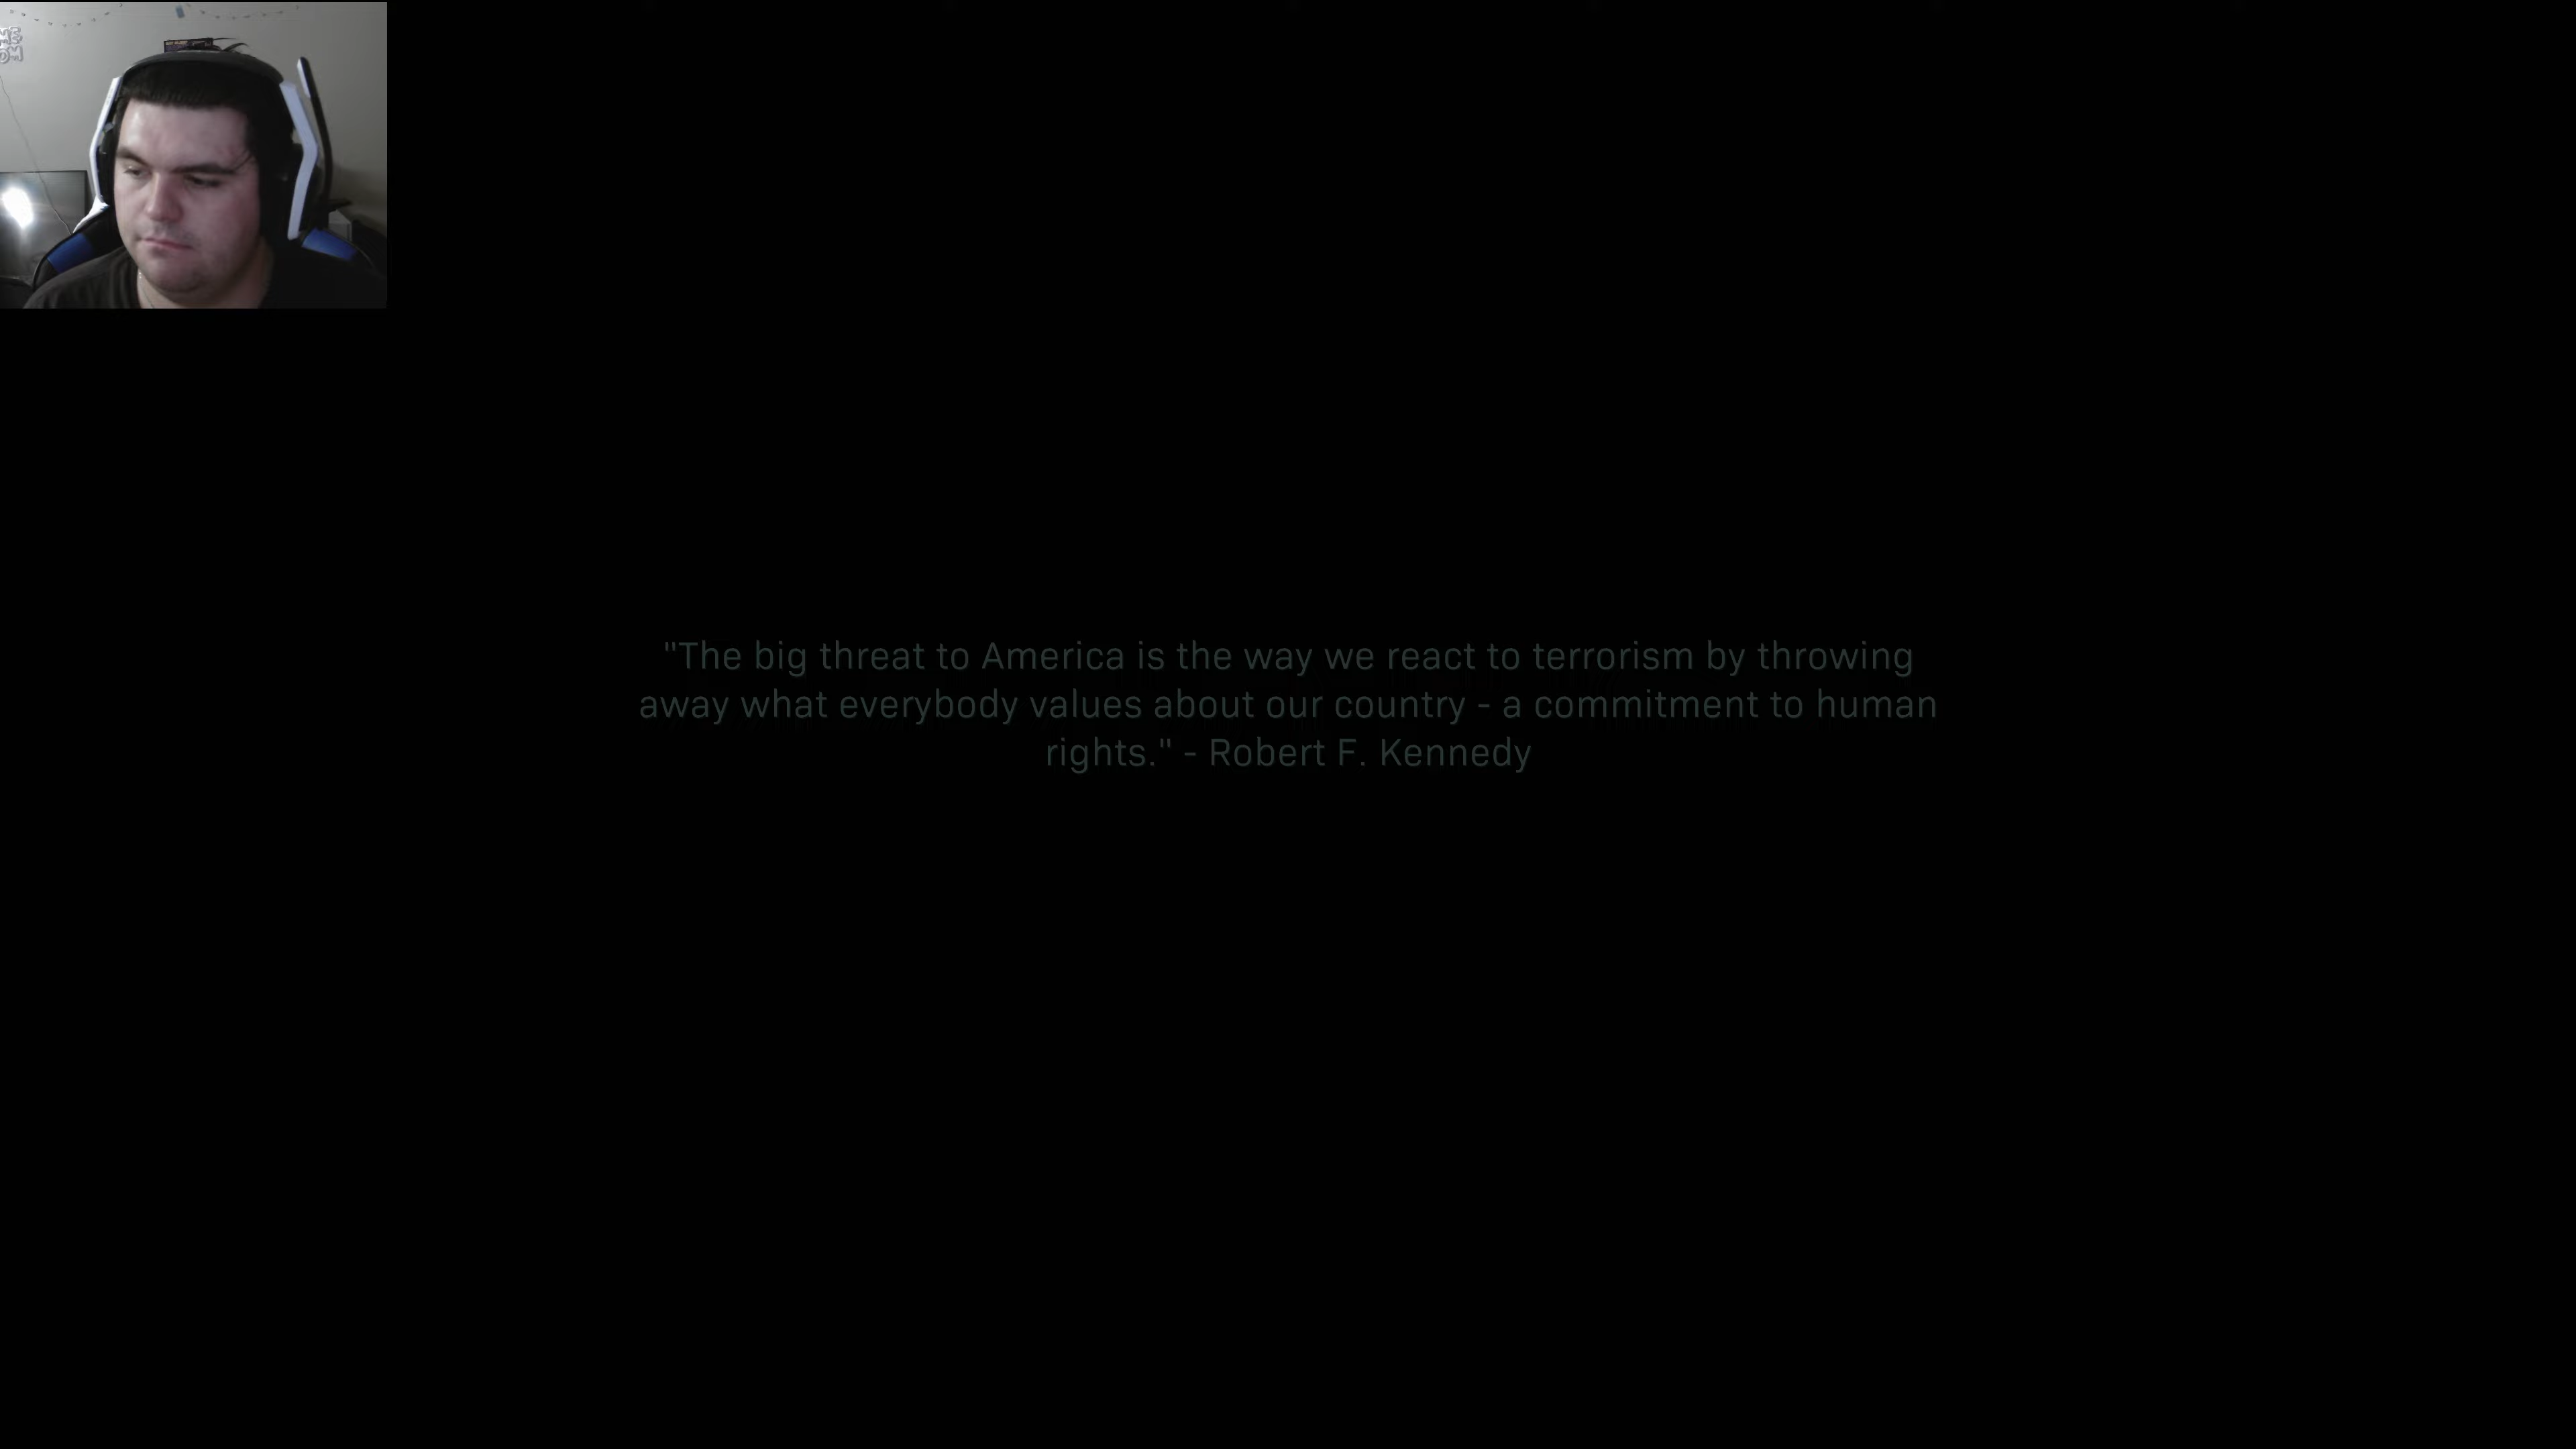 "The big threat to America is the way we react to terrorism by throwing
away what everybody values about our country - a commitment to human
rights." - Robert F. Kennedy